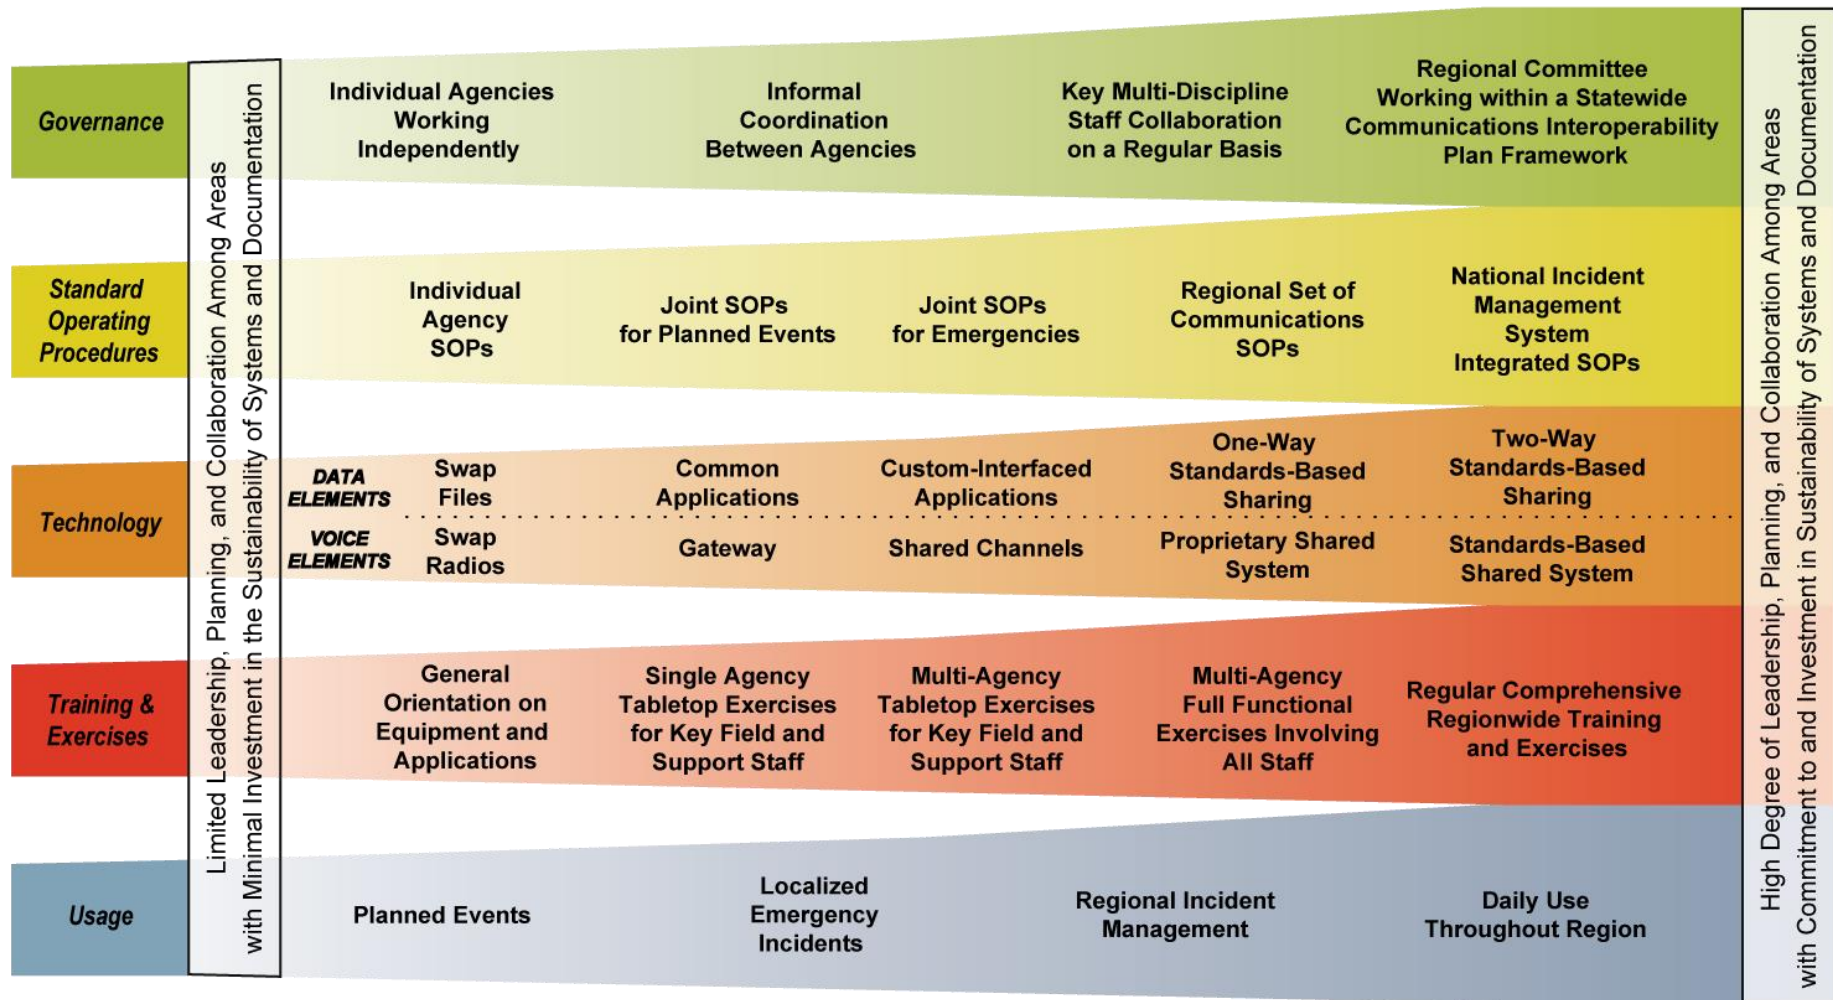 Governance
Limited Leadership, Planning, and Collaboration Among Areas
with Minimal Investment in the Sustainability of Systems and Documentation
Individual Agencies
Working
Independently
Informal
Coordination
Between Agencies
Key Multi-Discipline
Staff Collaboration
on a Regular Basis
Regional Committee
Working within a Statewide
Communications Interoperability
Plan Framework
High Degree of Leadership, Planning, and Collaboration Among Areas
with Commitment to and Investment in Sustainability of Systems and Documentation
Standard
Operating
Procedures
Individual
Agency
SOPs
Joint SOPs
for Planned Events
Joint SOPs
for Emergencies
Regional Set of
Communications
SOPs
National Incident
Management
System
Integrated SOPs
Technology
DATA
ELEMENTS
Swap
Files
Common
Applications
Custom-Interfaced
Applications
One-Way
Standards-Based
Sharing
Two-Way
Standards-Based
Sharing
VOICE
ELEMENTS
Swap
Radios
Gateway
Shared Channels
Proprietary Shared
System
Standards-Based
Shared System
Training &
Exercises
General
Orientation on
Equipment and
Applications
Single Agency
Tabletop Exercises
for Key Field and
Support Staff
Multi-Agency
Tabletop Exercises
for Key Field and
Support Staff
Multi-Agency
Full Functional
Exercises Involving
All Staff
Regular Comprehensive
Regionwide Training
and Exercises
Usage
Planned Events
Localized
Emergency
Incidents
Regional Incident
Management
Daily Use
Throughout Region